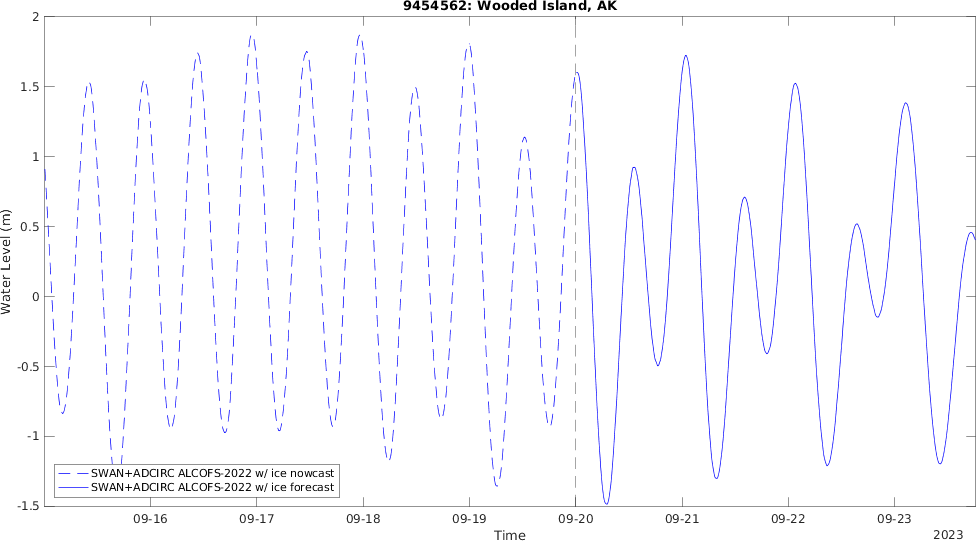 9454562: Wooded Island, AK
Water Level (m)
2
1.5
1
0.5
0
-0.5
-1
-1.5
SWAN+ADCIRC ALCOFS-2022 w/ ice nowcast
SWAN+ADCIRC ALCOFS-2022 w/ ice forecast
09-16 09-17 09-18 09-19 09-20 09-21 09-22 09-23
Time
2023